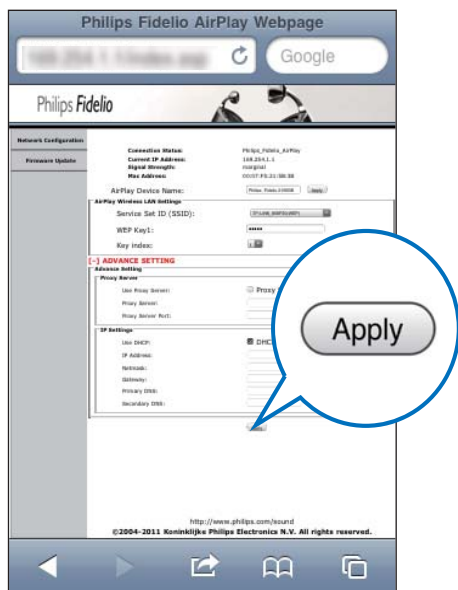 Philips Fidelio AirPlay Webpage
Google
Philips Fidelio
Network Configuration
Firmware Update
Connection Status: Philips_Fidelio_AirPlay
Current IP Address: 169.254.1.1
Signal Strength: marginal
Mac Address:
AirPlay Device Name: Apply
AirPlay Wireless LAN Settings
Service Set ID (SSID):
WEP Key1: *****
Key index: 1
[-] ADVANCE SETTING
Advance Setting
Proxy Server
Use Proxy Server: Proxy
Proxy Server:
Proxy Server Port:
IP Settings
Use DHCP: DHC
IP Address:
Netmask:
Gateway:
Primary DNS:
Secondary DNS:
Apply
Apply
http://www.philips.com/sound
©2004-2011 Koninklijke Philips Electronics N.V. All rights reserved.